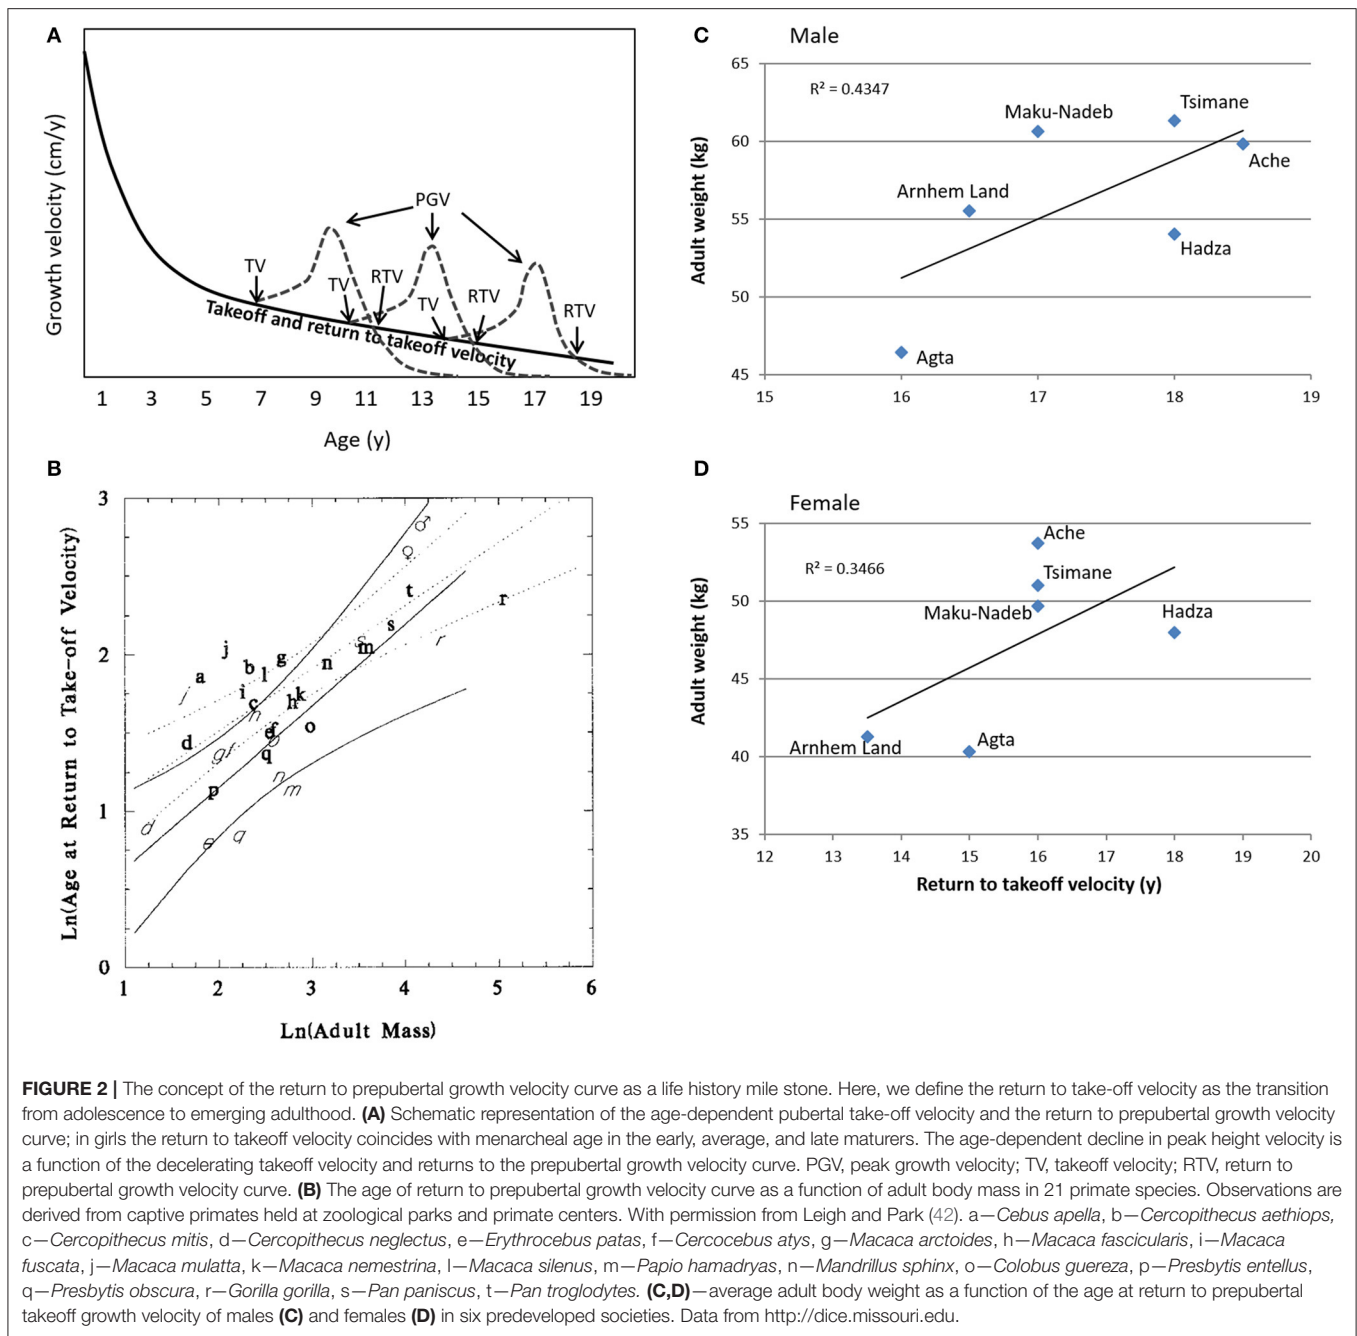 A
Growth velocity (cm/y)
PGV
TV
TV
RTV
TV
RTV
RTV
Takeoff and return to takeoff velocity
1 3 5 7 9 11 13 15 17 19
Age (y)
B
Ln(Age at Return to Take-off Velocity)
3
2
1
0
♂
♀
t
r
s
s
m
r
j
g
b
l
n
a
i
c
h
k
h
d
e
f
o
g
f
q
n
m
p
d
e
q
1 2 3 4 5 6
Ln(Adult Mass)
C
Male
Adult weight (kg)
65
60
55
50
45
R² = 0.4347
Maku-Nadeb
Tsimane
Ache
Arnhem Land
Hadza
Agta
15 16 17 18 19
D
Female
Adult weight (kg)
55
50
45
40
35
R² = 0.3466
Ache
Tsimane
Maku-Nadeb
Hadza
Arnhem Land
Agta
12 13 14 15 16 17 18 19 20
Return to takeoff velocity (y)
FIGURE 2 | The concept of the return to prepubertal growth velocity curve as a life history mile stone. Here, we define the return to take-off velocity as the transition
from adolescence to emerging adulthood. (A) Schematic representation of the age-dependent pubertal take-off velocity and the return to prepubertal growth velocity
curve; in girls the return to takeoff velocity coincides with menarcheal age in the early, average, and late maturers. The age-dependent decline in peak height velocity is
a function of the decelerating takeoff velocity and returns to the prepubertal growth velocity curve. PGV, peak growth velocity; TV, takeoff velocity; RTV, return to
prepubertal growth velocity curve. (B) The age of return to prepubertal growth velocity curve as a function of adult body mass in 21 primate species. Observations are
derived from captive primates held at zoological parks and primate centers. With permission from Leigh and Park (42). a—Cebus apella, b—Cercopithecus aethiops,
c—Cercopithecus mitis, d—Cercopithecus neglectus, e—Erythrocebus patas, f—Cercocebus atys, g—Macaca arctoides, h—Macaca fascicularis, i—Macaca
fuscata, j—Macaca mulatta, k—Macaca nemestrina, l—Macaca silenus, m—Papio hamadryas, n—Mandrillus sphinx, o—Colobus guereza, p—Presbytis entellus,
q—Presbytis obscura, r—Gorilla gorilla, s—Pan paniscus, t—Pan troglodytes. (C,D)—average adult body weight as a function of the age at return to prepubertal
takeoff growth velocity of males (C) and females (D) in six predeveloped societies. Data from http://dice.missouri.edu.